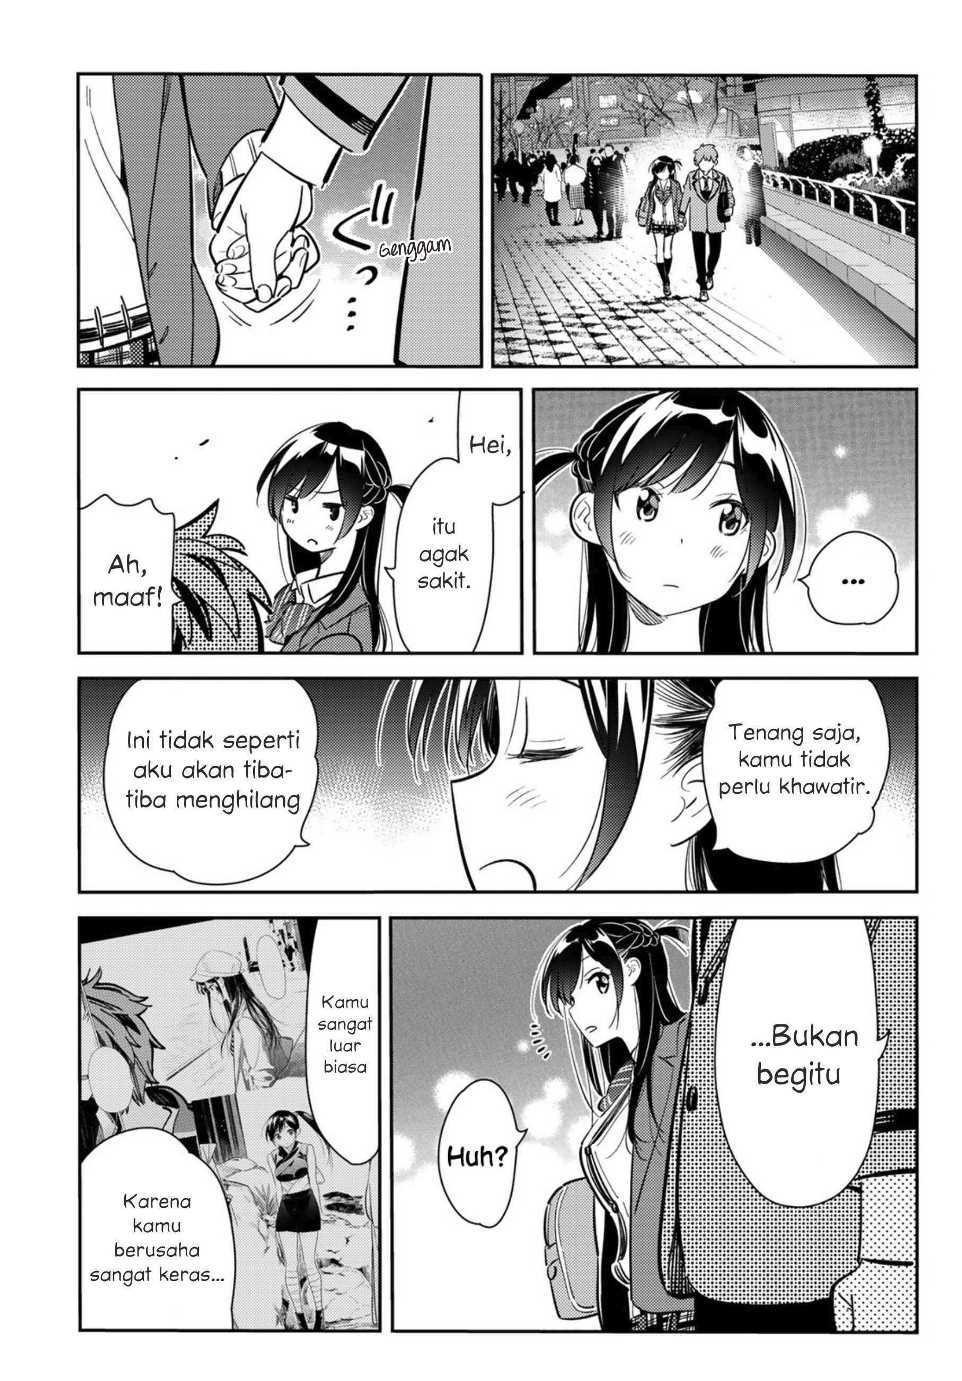 Genggam
...
Hei,
itu
agak
sakit.
Ah,
maaf!
Tenang saja,
kamu tidak
perlu khawatir.
Ini tidak seperti
aku akan tiba-
tiba menghilang
...Bukan
begitu
Huh?
Kamu
sangat
luar
biasa
Karena
kamu
berusaha
sangat keras...